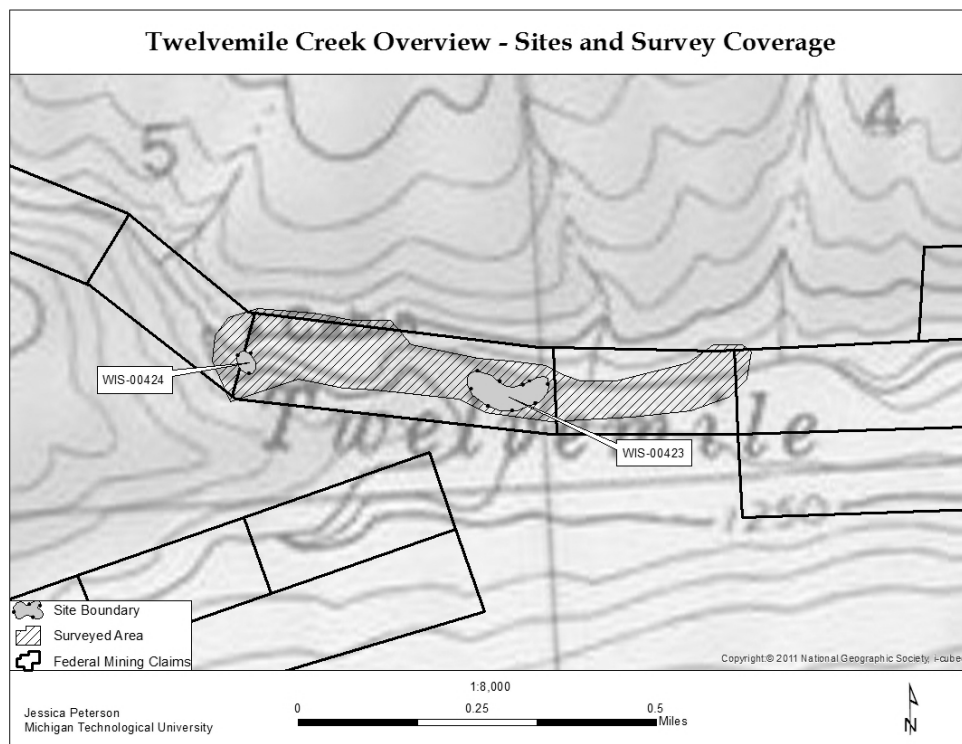 Twelvemile Creek Overview - Sites and Survey Coverage
5
4
WIS-00424
Twelvemile
WIS-00423
1250
Site Boundary
Surveyed Area
Federal Mining Claims
Copyright:© 2011 National Geographic Society, i-cubed
1:8,000
0 0.25 0.5
Miles
Jessica Peterson
Michigan Technological University
N